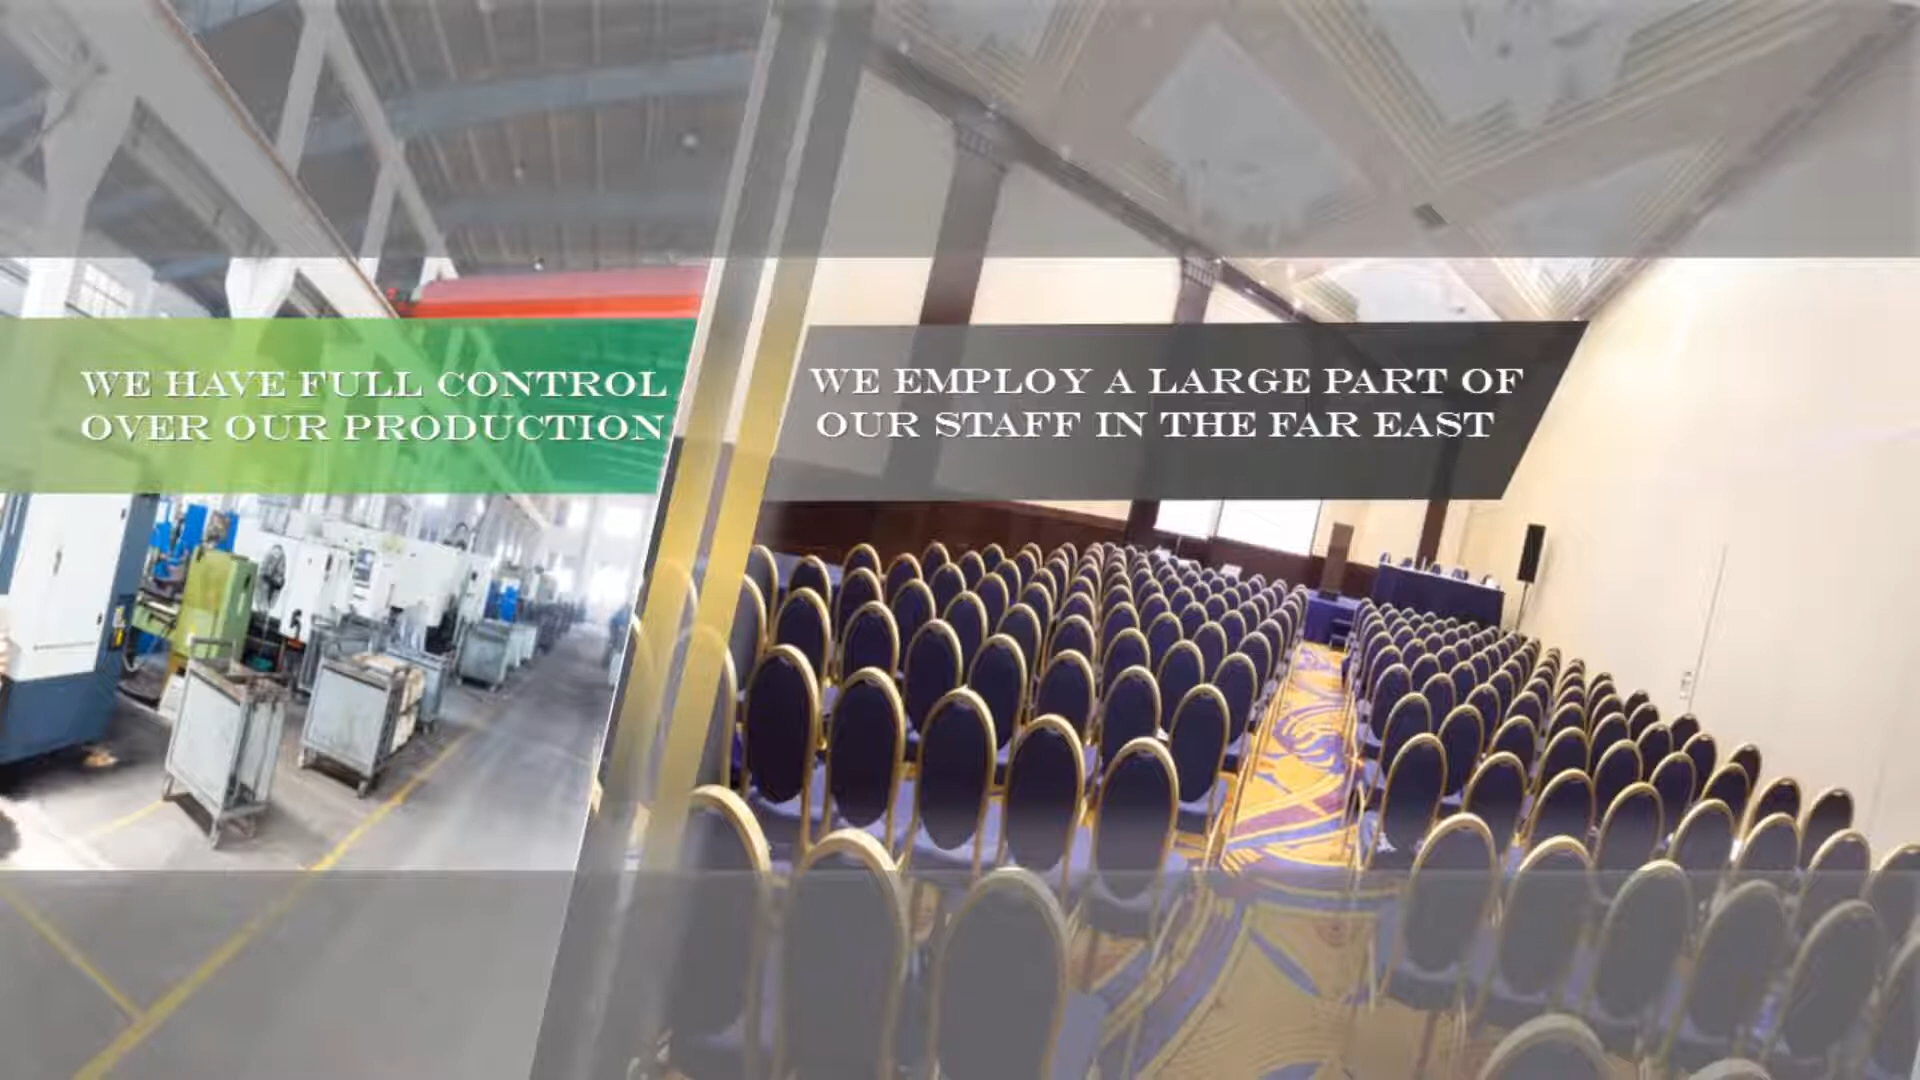 WE HAVE FULL CONTROL
OVER OUR PRODUCTION
WE EMPLOY A LARGE PART OF
OUR STAFF IN THE FAR EAST